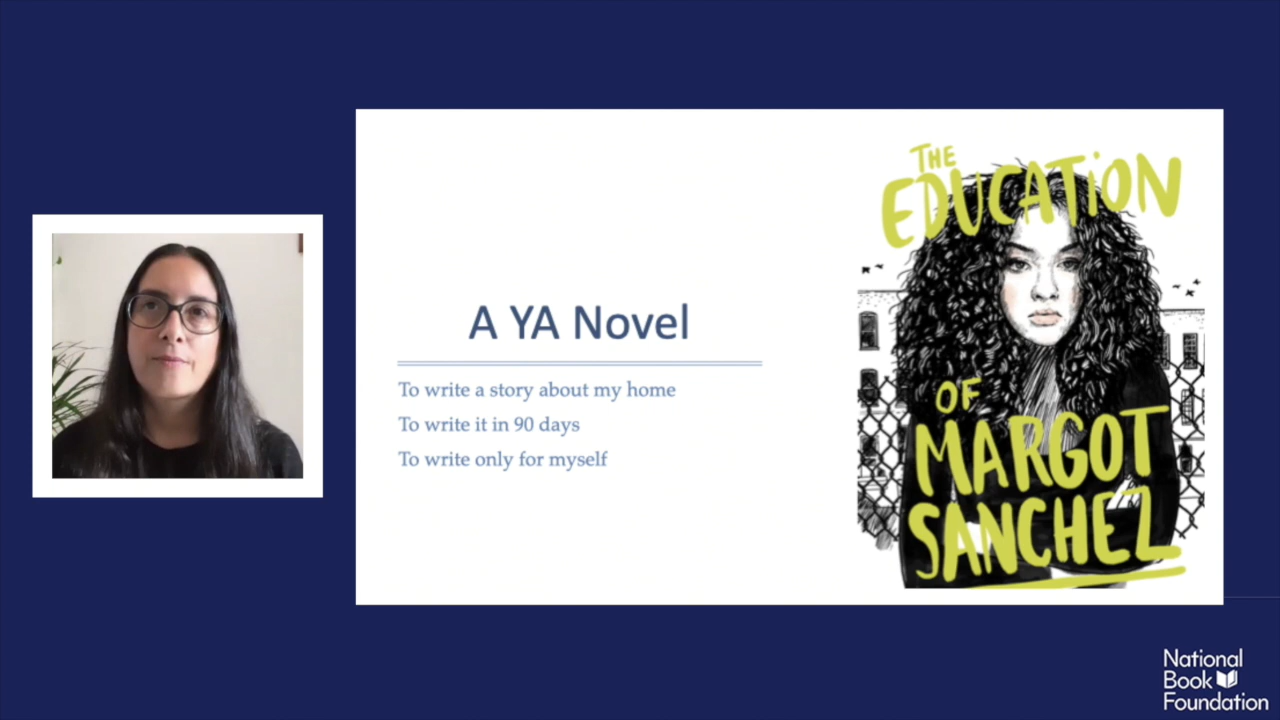 A YA Novel
To write a story about my home
To write it in 90 days
To write only for myself
THE
EDUCATiON
OF
MARGOT
SANCHEZ
National
Book
Foundation